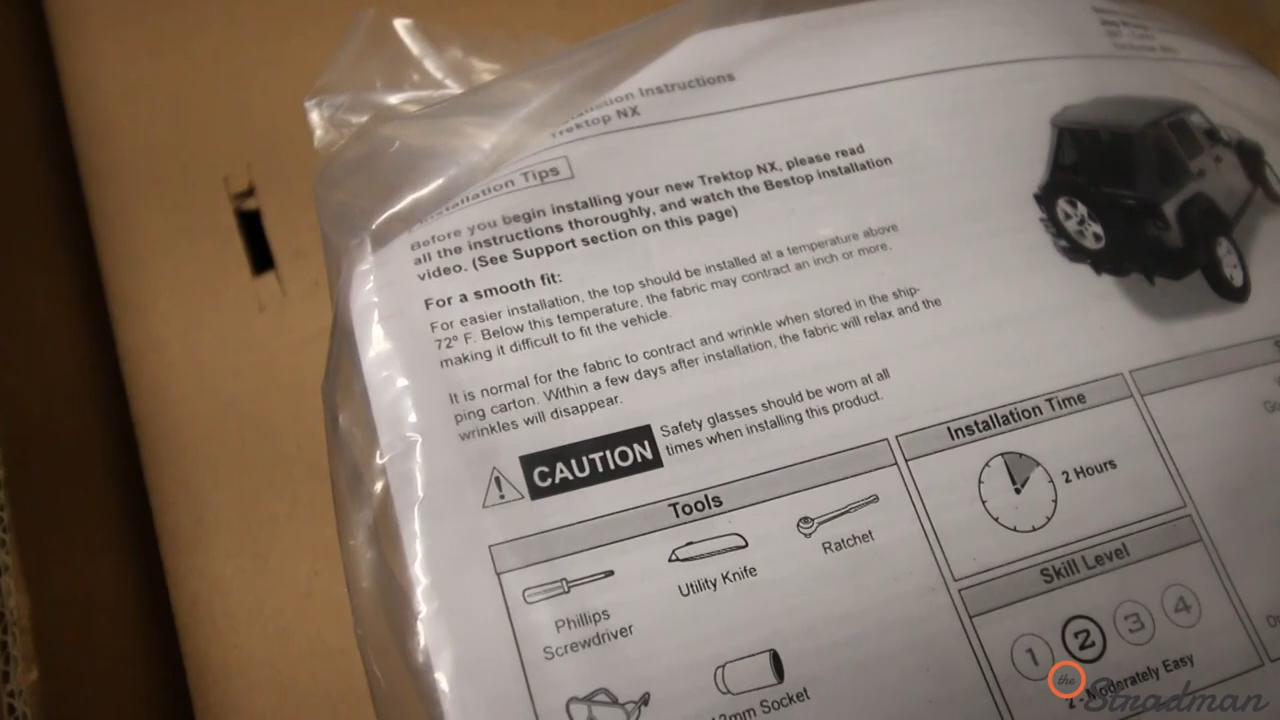 Instructions
Trektop NX
Installation Tips
Before you begin installing your new Trektop NX, please read
all the instructions thoroughly, and watch the Bestop installation
video. (See Support section on this page)
For a smooth fit:
For easier installation, the top should be installed at a temperature above
72º F. Below this temperature, the fabric may contract an inch or more,
making it difficult to fit the vehicle.
It is normal for the fabric to contract and wrinkle when stored in the ship-
ping carton. Within a few days after installation, the fabric will relax and the
wrinkles will disappear.
CAUTION
Safety glasses should be worn at all
times when installing this product.
Tools
Phillips
Screwdriver
Utility Knife
Ratchet
Socket
Installation Time
2 Hours
Skill Level
1 2 3 4
2-Moderately Easy
the
Stradman